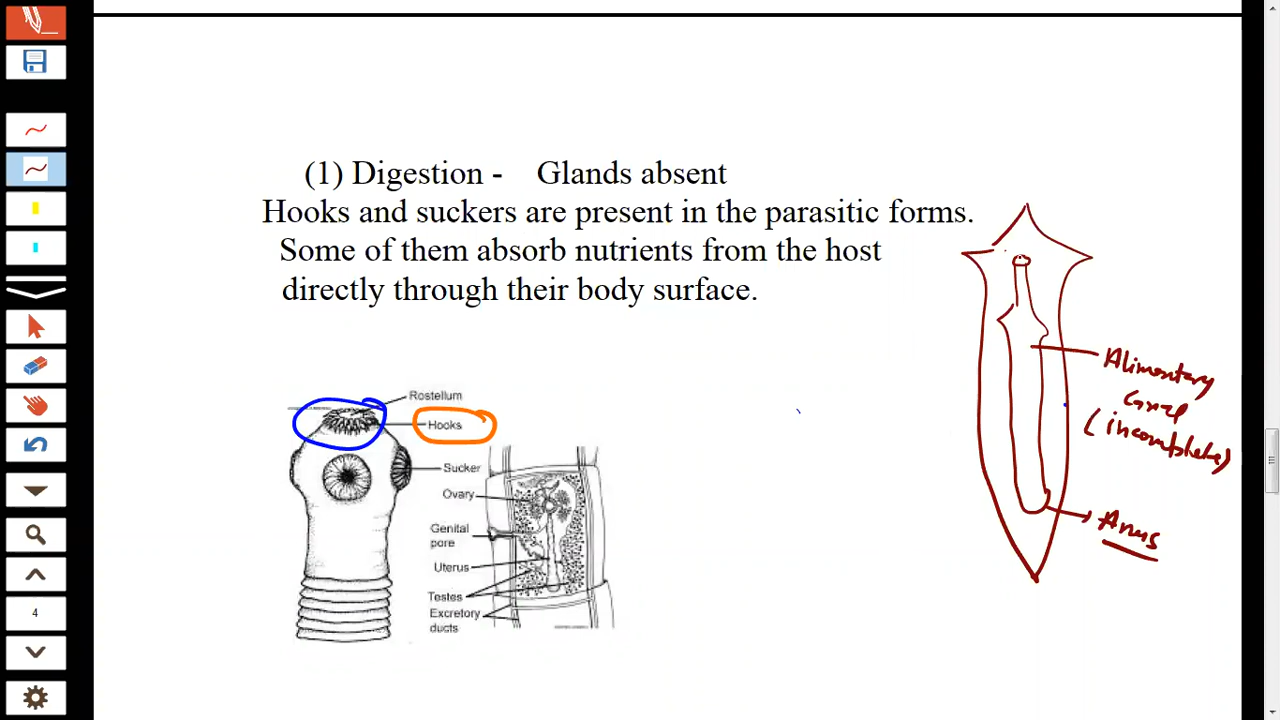 (1) Digestion - Glands absent
Hooks and suckers are present in the parasitic forms.
Some of them absorb nutrients from the host
directly through their body surface.
Rostellum
Hooks
Sucker
Ovary
Genital
pore
Uterus
Testes
Excretory
ducts
Alimentary
(incomplete)
Anus
4